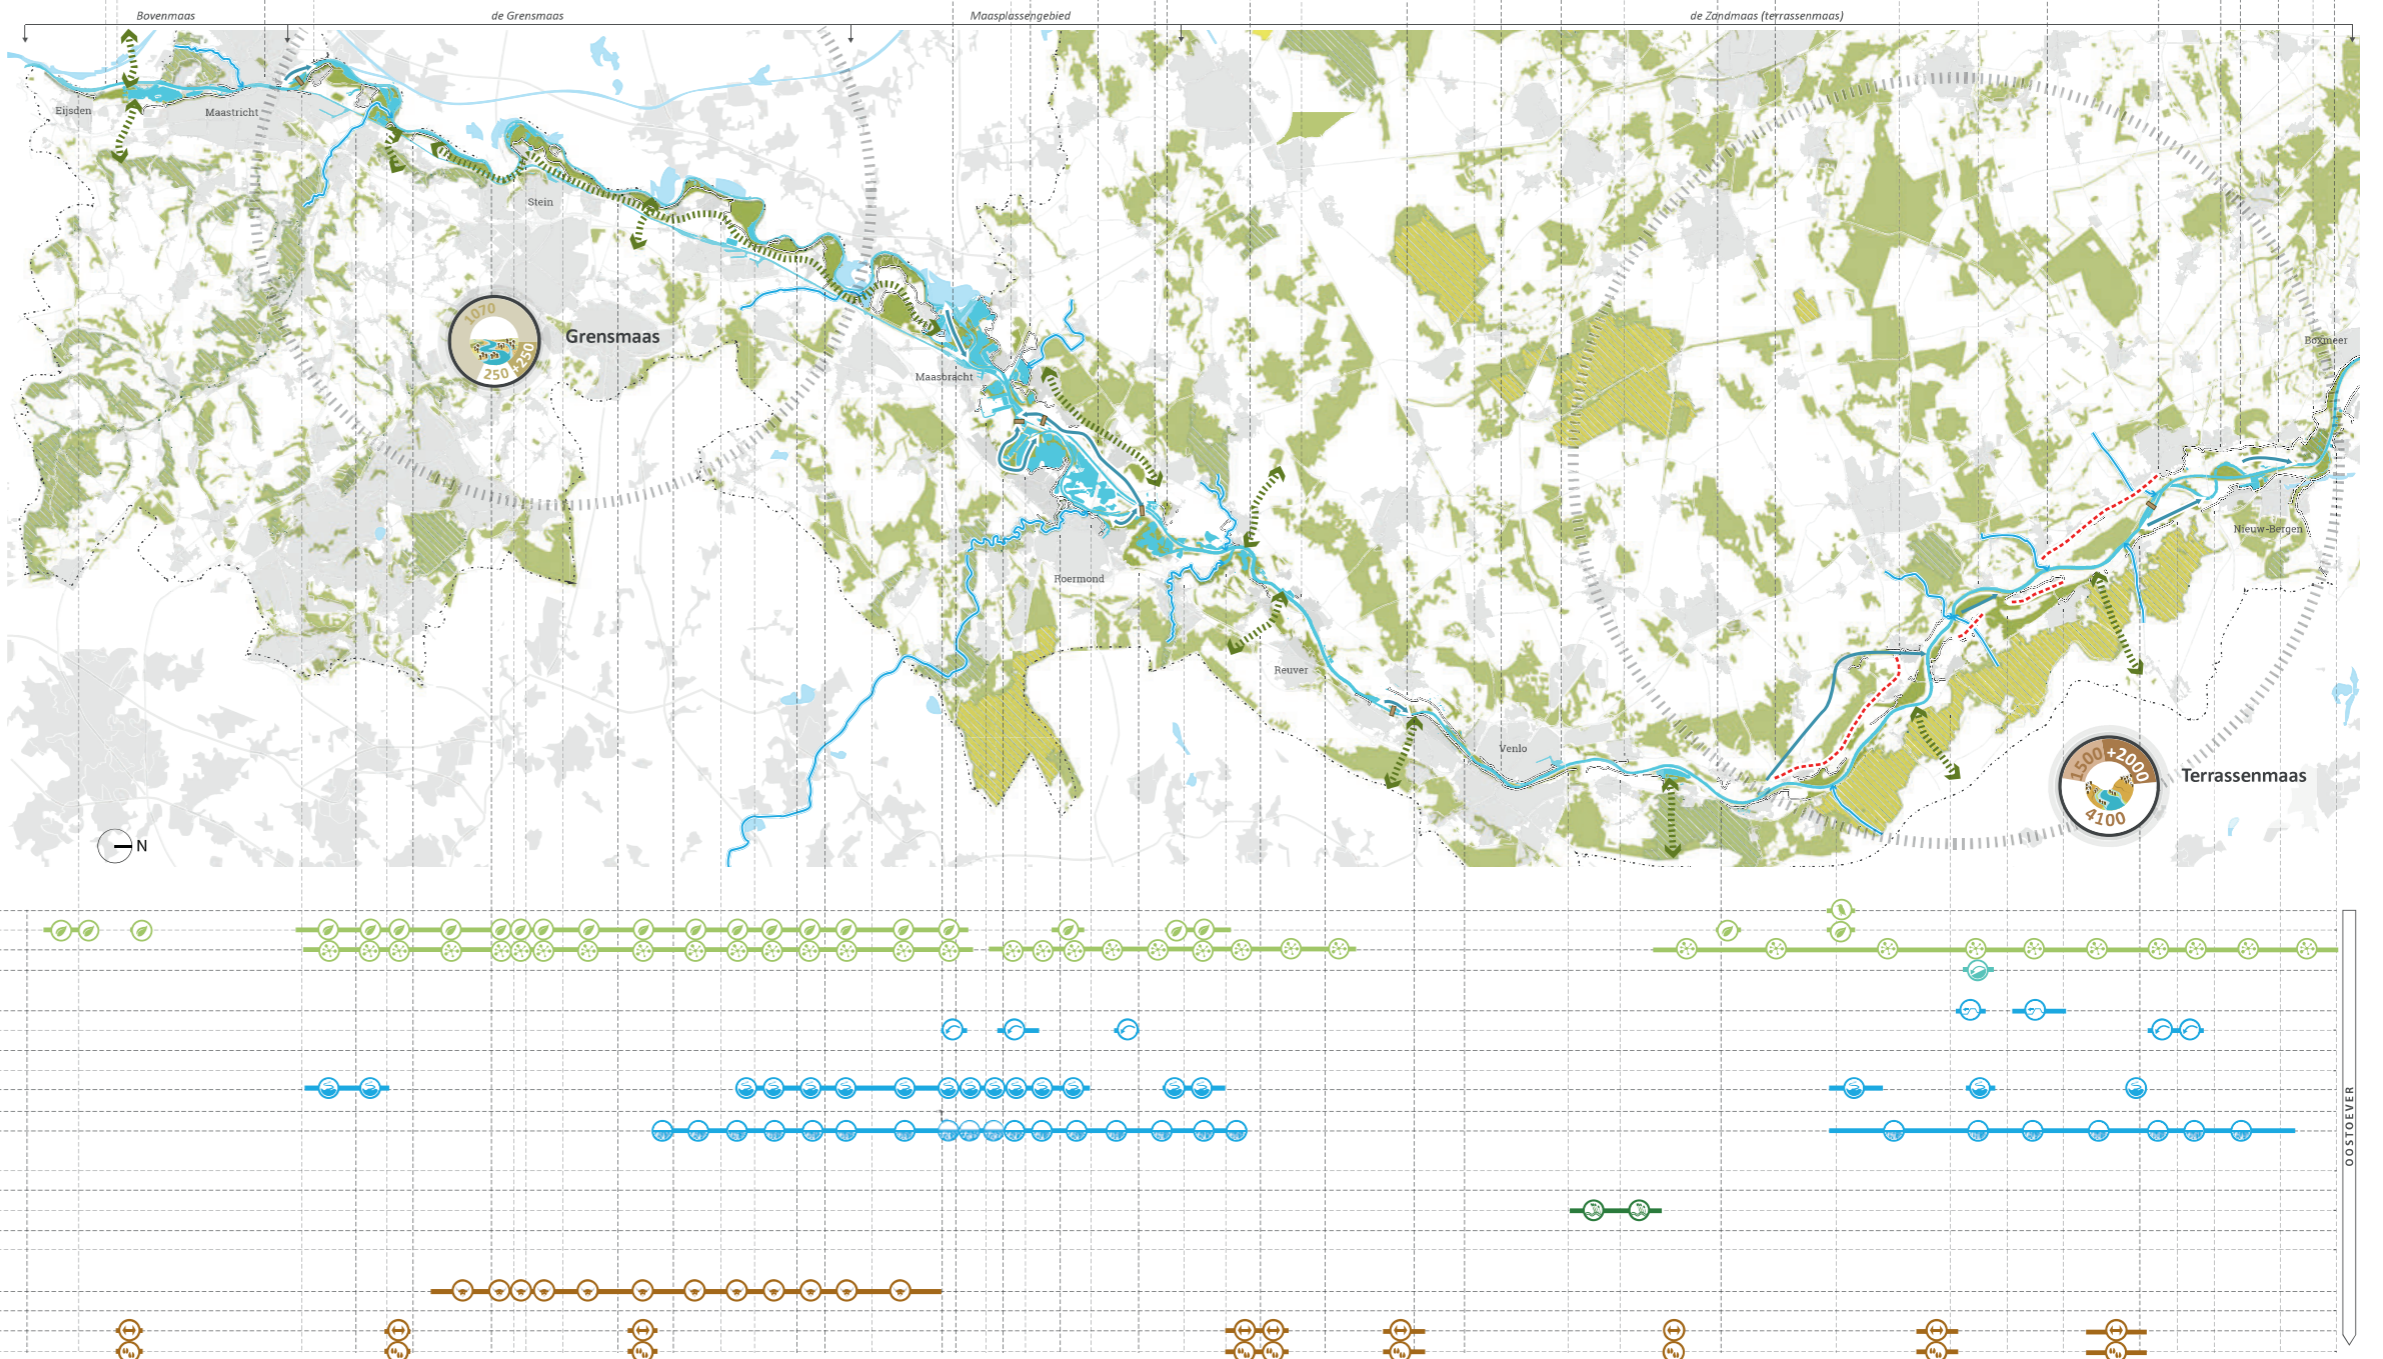 Bovenmaas
de Grensmaas
Maasplassengebied
de Zandmaas (terrassenmaas)
Eijsden
Maastricht
Stein
1070
250
+250
Grensmaas
Maasbracht
Roermond
Reuver
Venlo
Boxmeer
Nieuw-Bergen
1500
+2000
4100
Terrassenmaas
N
OOSTOEVER